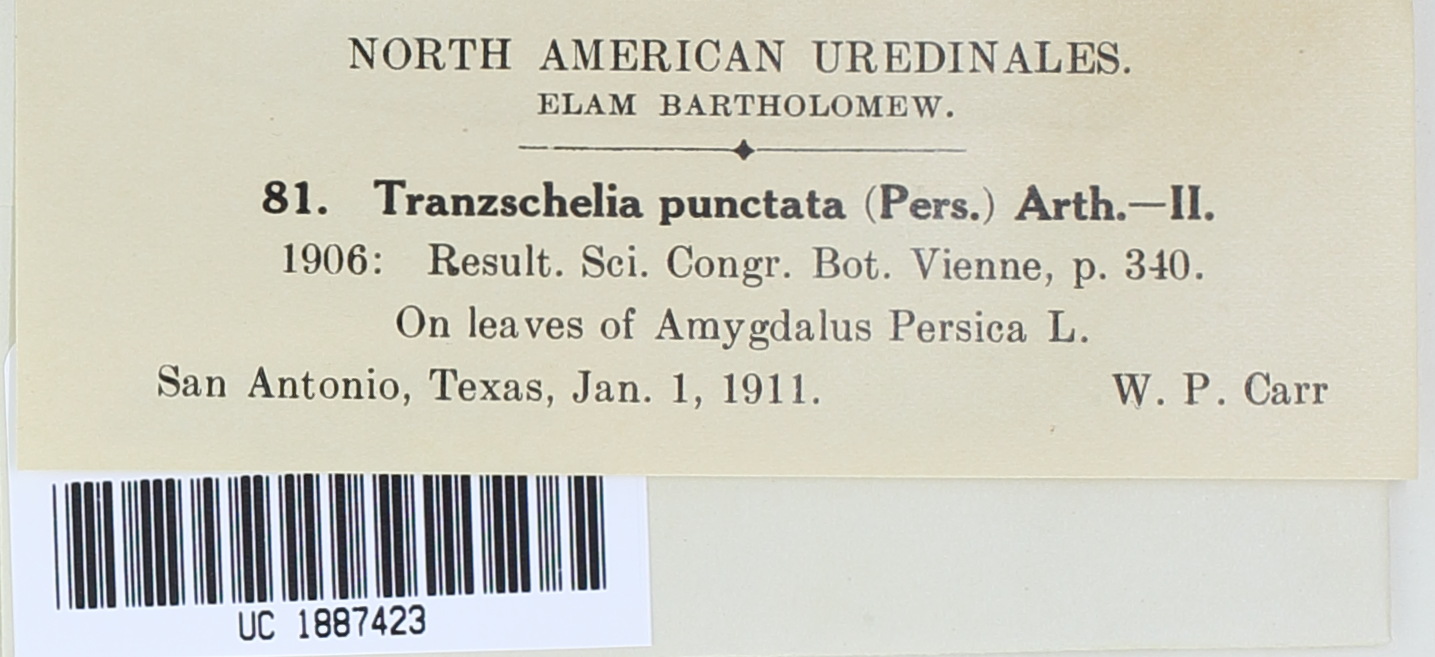 NORTH AMERICAN UREDINALES.
ELAM BARTHOLOMEW.
81. Tranzschelia punctata (Pers.) Arth.—II.
1906: Result. Sci. Congr. Bot. Vienne, p. 340.
On leaves of Amygdalus Persica L.
San Antonio, Texas, Jan. 1, 1911. W. P. Carr
UC 1887423